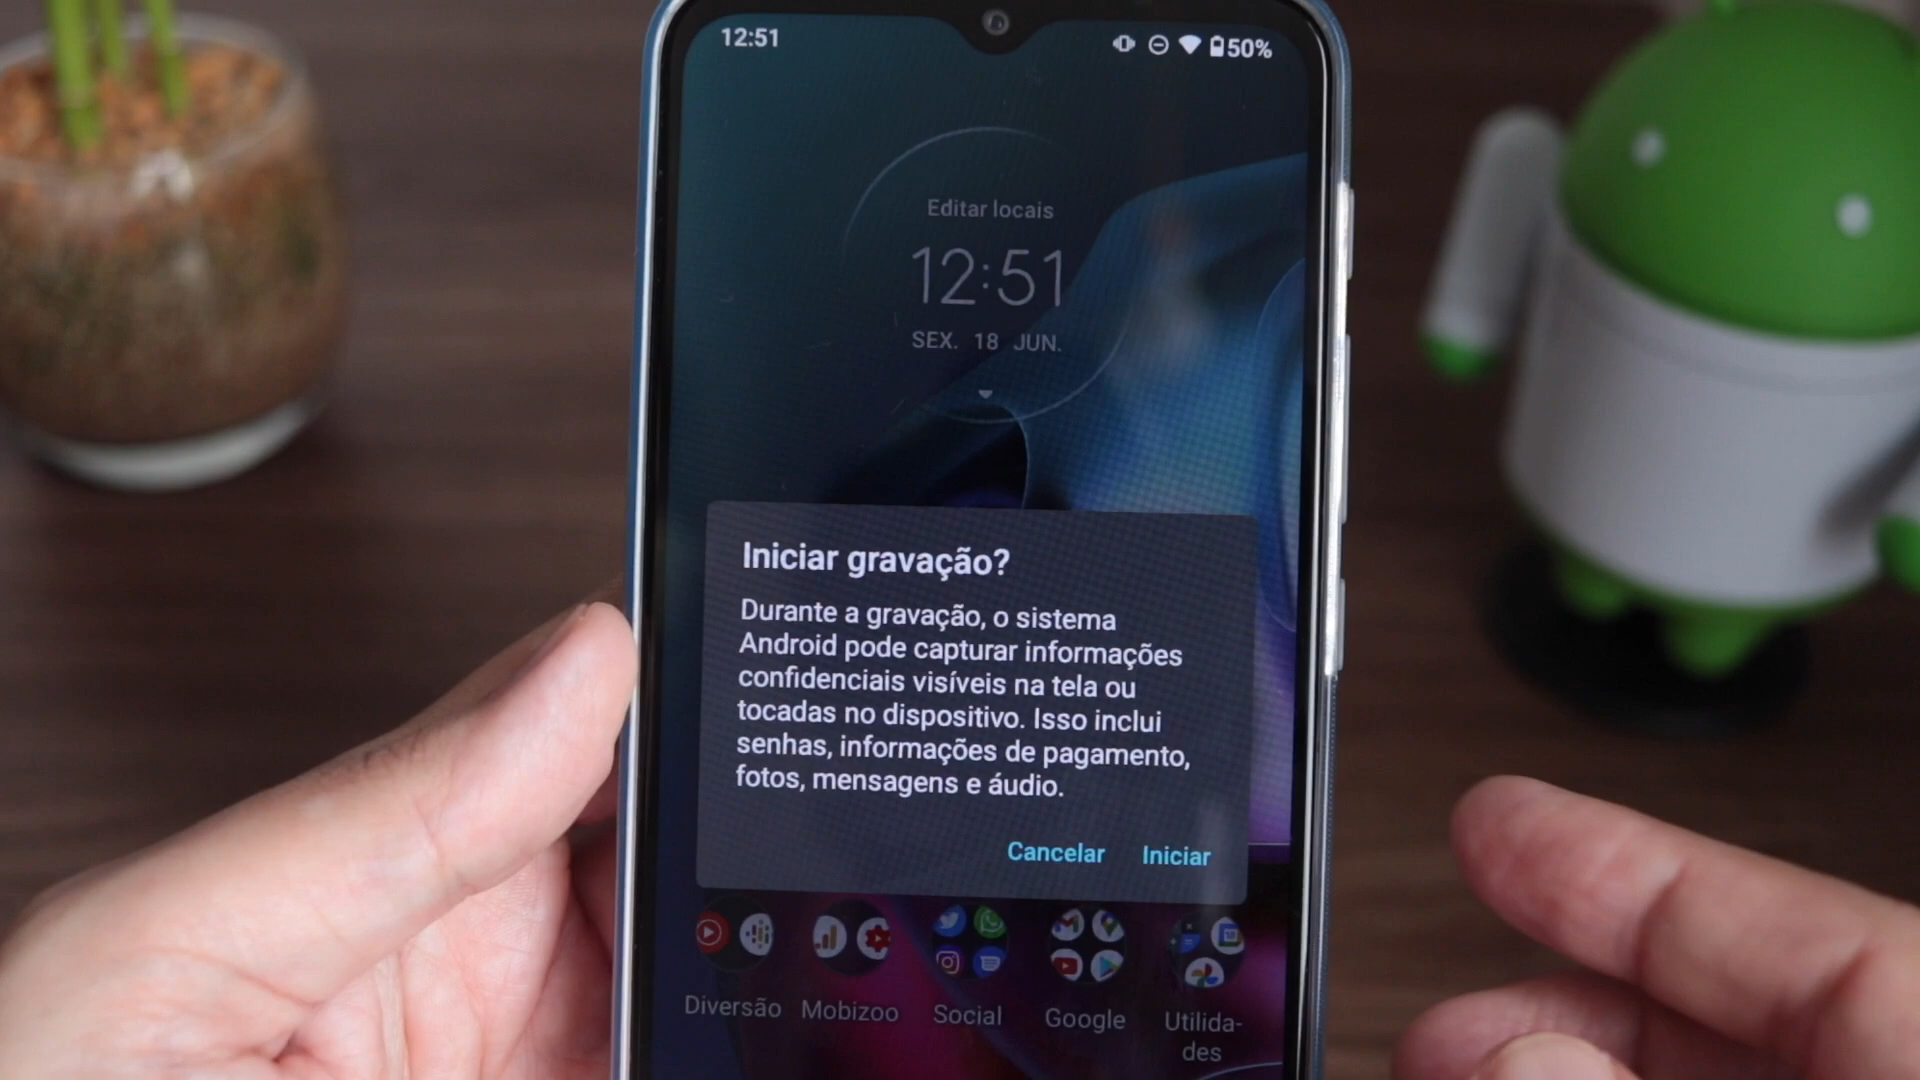 12:51
50%
Editar locais
12:51
SEX. 18 JUN.
Iniciar gravação?
Durante a gravação, o sistema
Android pode capturar informações
confidenciais visíveis na tela ou
tocadas no dispositivo. Isso inclui
senhas, informações de pagamento,
fotos, mensagens e áudio.
Cancelar Iniciar
Diversão Mobizoo Social Google Utilida-
des